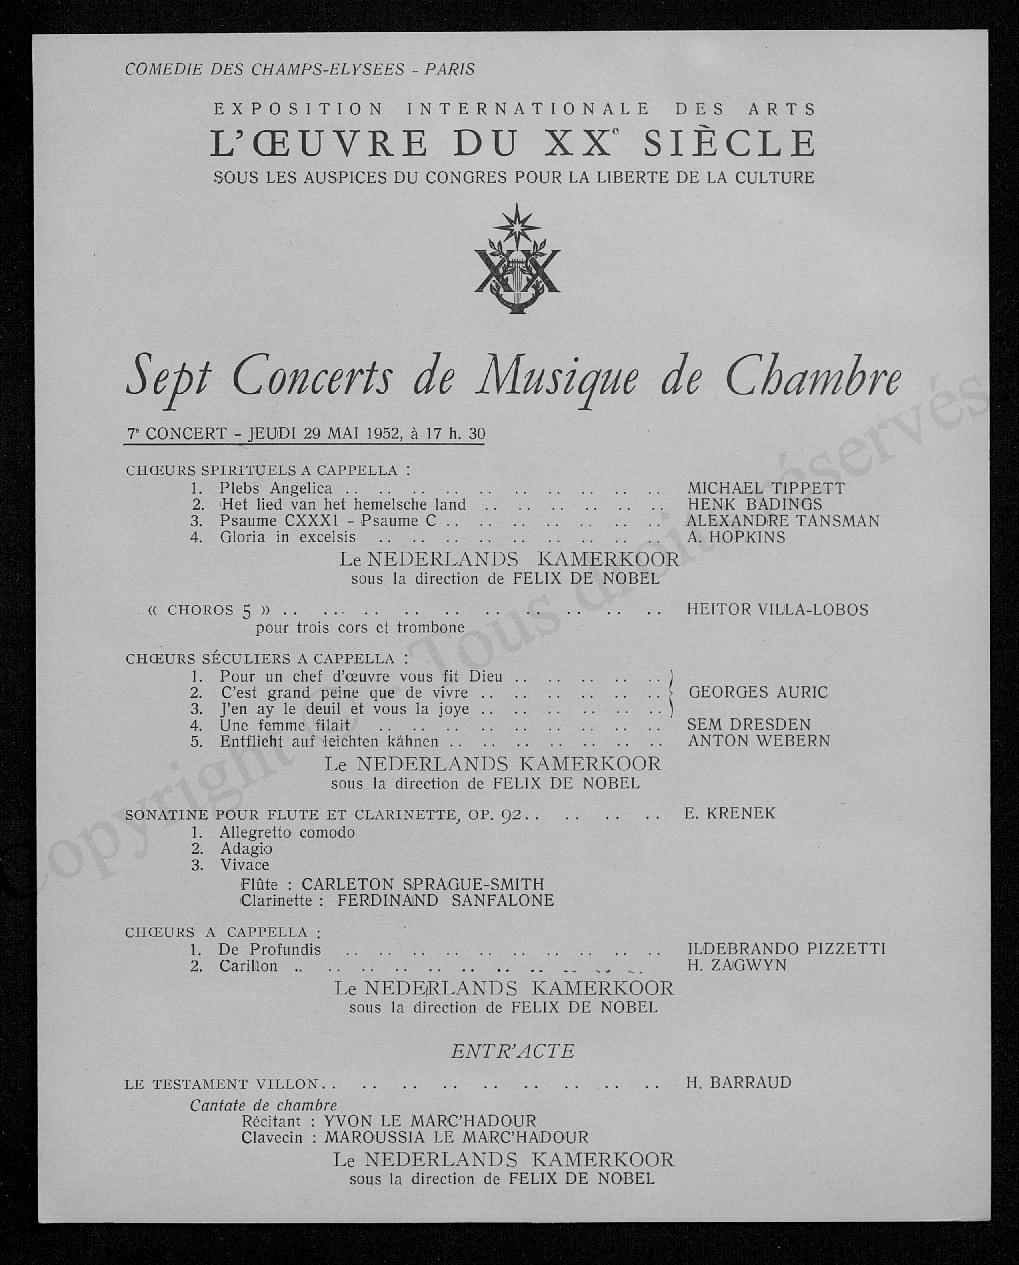 COMEDIE DES CHAMPS-ELYSEES - PARIS
EXPOSITION INTERNATIONALE DES ARTS
L'ŒUVRE DU XXe SIÈCLE
SOUS LES AUSPICES DU CONGRES POUR LA LIBERTE DE LA CULTURE
XX
Sept Concerts de Musique de Chambre
7e CONCERT - JEUDI 29 MAI 1952, à 17 h. 30
CHŒURS SPIRITUELS A CAPPELLA :
1. Plebs Angelica .. .. .. .. .. .. .. .. MICHAEL TIPPETT
2. Het lied van het hemelsche land .. .. .. .. .. HENK BADINGS
3. Psaume CXXXI - Psaume C .. .. .. .. .. .. ALEXANDRE TANSMAN
4. Gloria in excelsis .. .. .. .. .. .. .. .. A. HOPKINS
Le NEDERLANDS KAMERKOOR
sous la direction de FELIX DE NOBEL
« CHOROS 5 » .. .. .. .. .. .. .. .. .. .. HEITOR VILLA-LOBOS
pour trois cors et trombone
CHŒURS SÉCULIERS A CAPPELLA :
1. Pour un chef d'œuvre vous fit Dieu .. .. .. .. )
2. C'est grand peine que de vivre .. .. .. .. .. } GEORGES AURIC
3. J'en ay le deuil et vous la joye .. .. .. .. .. )
4. Une femme filait .. .. .. .. .. .. .. .. SEM DRESDEN
5. Entflicht auf leichten kähnen .. .. .. .. .. .. ANTON WEBERN
Le NEDERLANDS KAMERKOOR
sous la direction de FELIX DE NOBEL
SONATINE POUR FLUTE ET CLARINETTE, OP. 92 .. .. .. .. E. KRENEK
1. Allegretto comodo
2. Adagio
3. Vivace
Flûte : CARLETON SPRAGUE-SMITH
Clarinette : FERDINAND SANFALONE
CHŒURS A CAPPELLA :
1. De Profundis .. .. .. .. .. .. .. .. ILDEBRANDO PIZZETTI
2. Carillon .. .. .. .. .. .. .. .. .. .. H. ZAGWYN
Le NEDERLANDS KAMERKOOR
sous la direction de FELIX DE NOBEL
ENTR'ACTE
LE TESTAMENT VILLON .. .. .. .. .. .. .. .. .. H. BARRAUD
Cantate de chambre
Récitant : YVON LE MARC'HADOUR
Clavecin : MAROUSSIA LE MARC'HADOUR
Le NEDERLANDS KAMERKOOR
sous la direction de FELIX DE NOBEL
Copyright © - Tous droits réservés